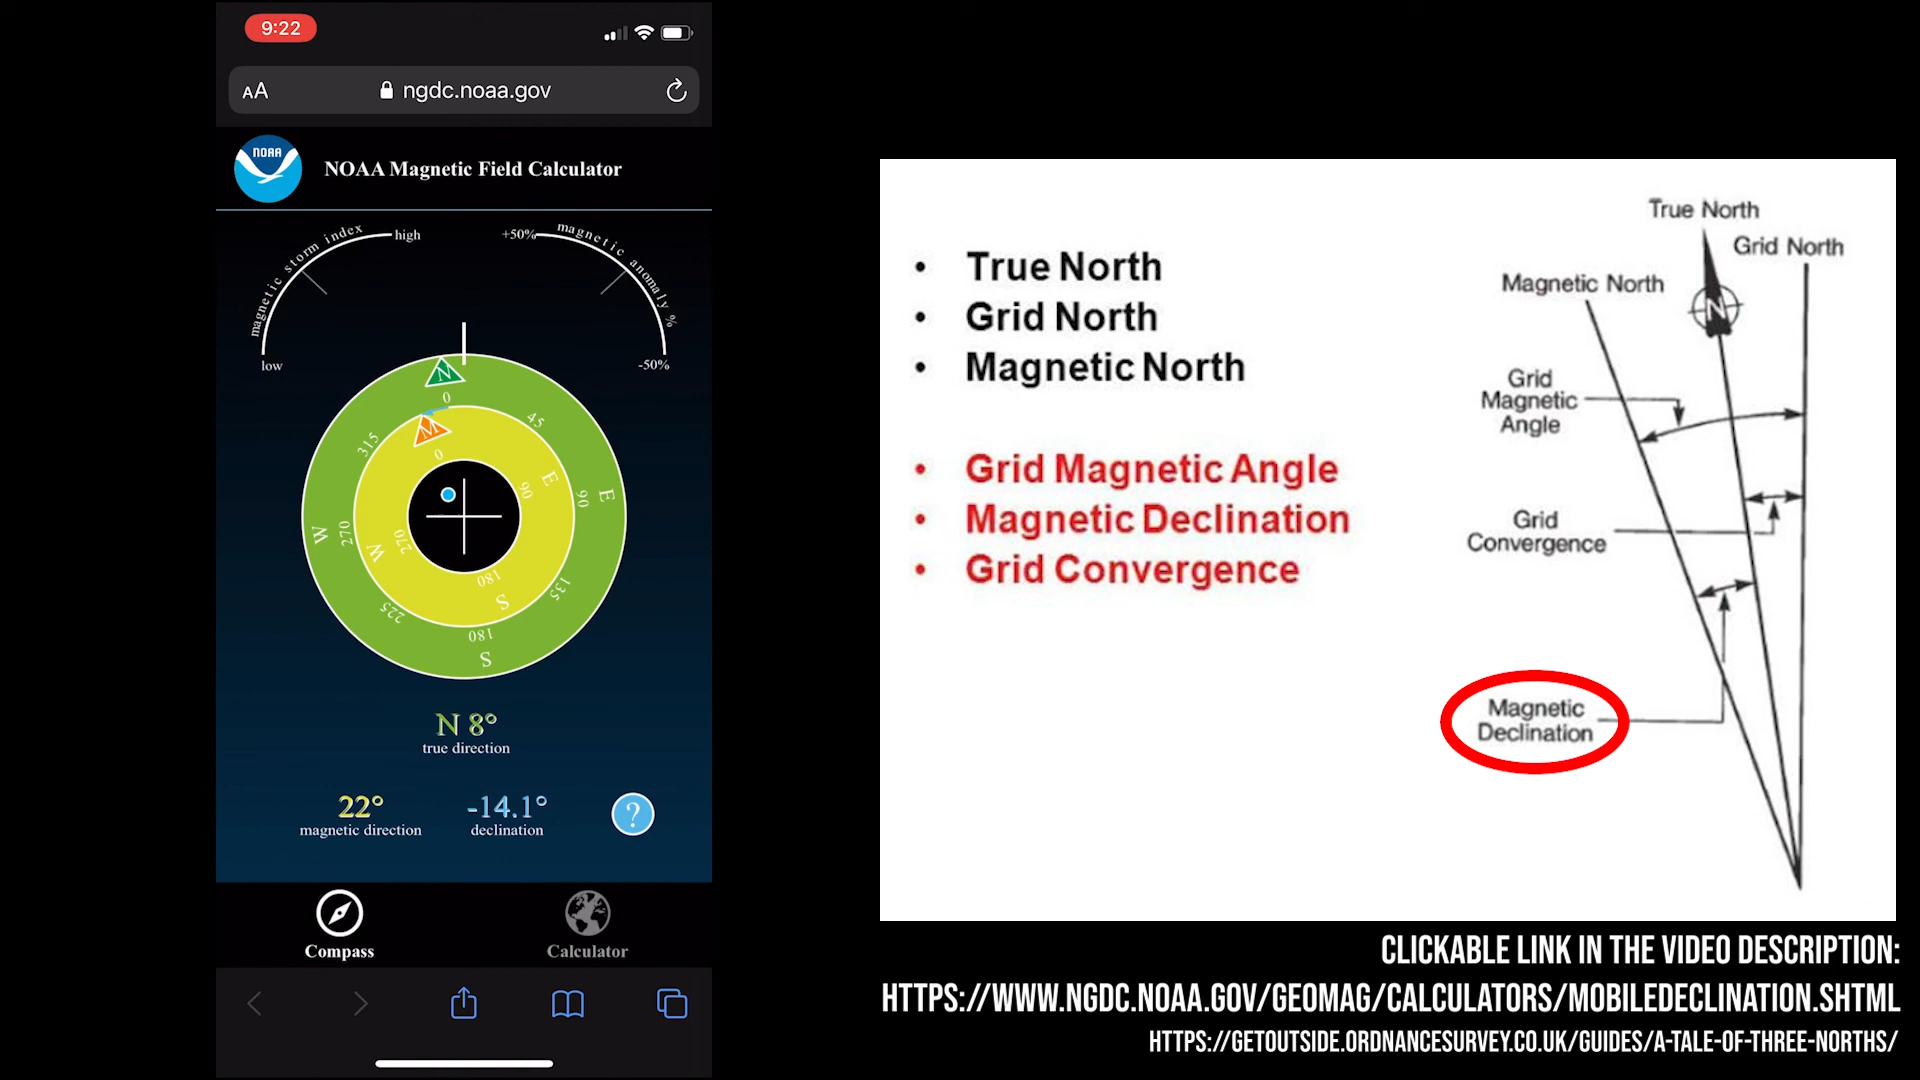 9:22
AA ngdc.noaa.gov
NOAA
NOAA Magnetic Field Calculator
magnetic storm index
low
high
magnetic anomaly %
+50%
-50%
N
0
45
E
90
135
180
S
225
W
270
315
M
0
E
90
180
S
W
270
N 8°
true direction
22°
magnetic direction
-14.1°
declination
?
Compass
Calculator
• True North
• Grid North
• Magnetic North
• Grid Magnetic Angle
• Magnetic Declination
• Grid Convergence
True North
Grid North
Magnetic North
N
Grid
Magnetic
Angle
Grid
Convergence
Magnetic
Declination
CLICKABLE LINK IN THE VIDEO DESCRIPTION:
HTTPS://WWW.NGDC.NOAA.GOV/GEOMAG/CALCULATORS/MOBILEDECLINATION.SHTML
HTTPS://GETOUTSIDE.ORDNANCESURVEY.CO.UK/GUIDES/A-TALE-OF-THREE-NORTHS/